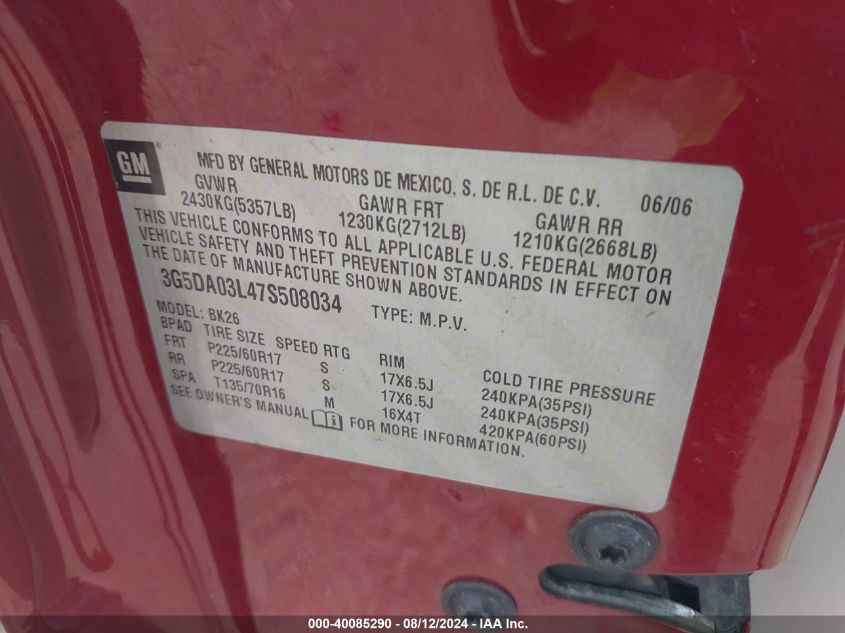 GM ® MFD BY GENERAL MOTORS DE MEXICO, S. DE R.L. DE C.V. 06/06
GVWR GAWR FRT GAWR RR
2430KG(5357LB) 1230KG(2712LB) 1210KG(2668LB)
THIS VEHICLE CONFORMS TO ALL APPLICABLE U.S. FEDERAL MOTOR
VEHICLE SAFETY AND THEFT PREVENTION STANDARDS IN EFFECT ON
THE DATE OF MANUFACTURE SHOWN ABOVE.
3G5DA03L47S508034 TYPE: M.P.V.
MODEL: BK26
BPAD TIRE SIZE SPEED RTG RIM COLD TIRE PRESSURE
FRT P225/60R17 S 17X6.5J 240KPA(35PSI)
RR P225/60R17 S 17X6.5J 240KPA(35PSI)
SPA T135/70R16 M 16X4T 420KPA(60PSI)
SEE OWNER'S MANUAL FOR MORE INFORMATION.
000-40085290 - 08/12/2024 - IAA Inc.